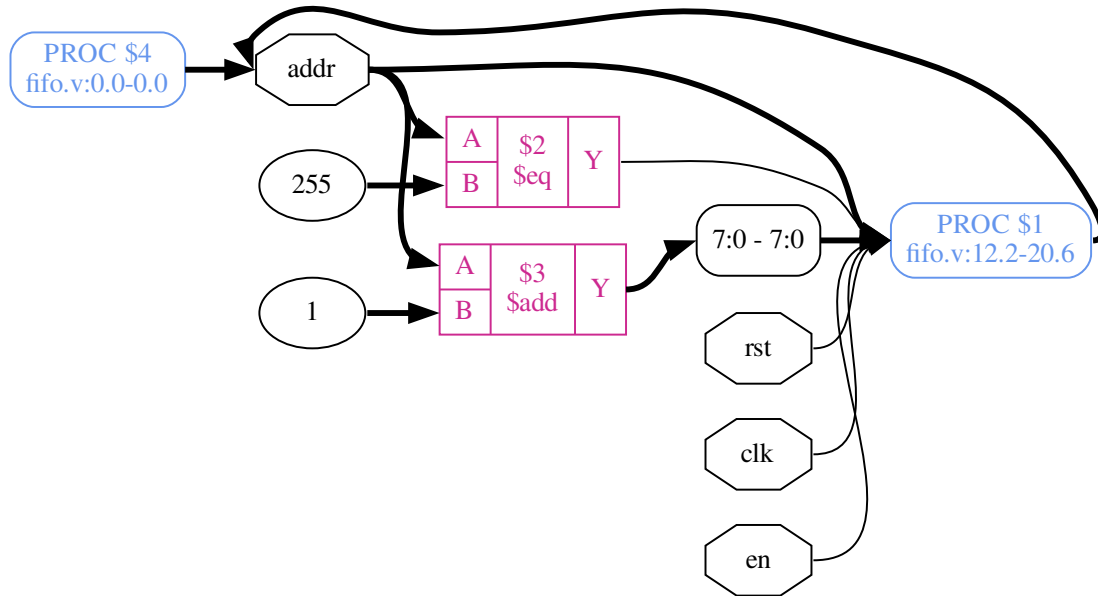 PROC $4
fifo.v:0.0-0.0
addr
A
B
$2
$eq
Y
255
7:0 - 7:0
PROC $1
fifo.v:12.2-20.6
A
B
$3
$add
Y
1
rst
clk
en